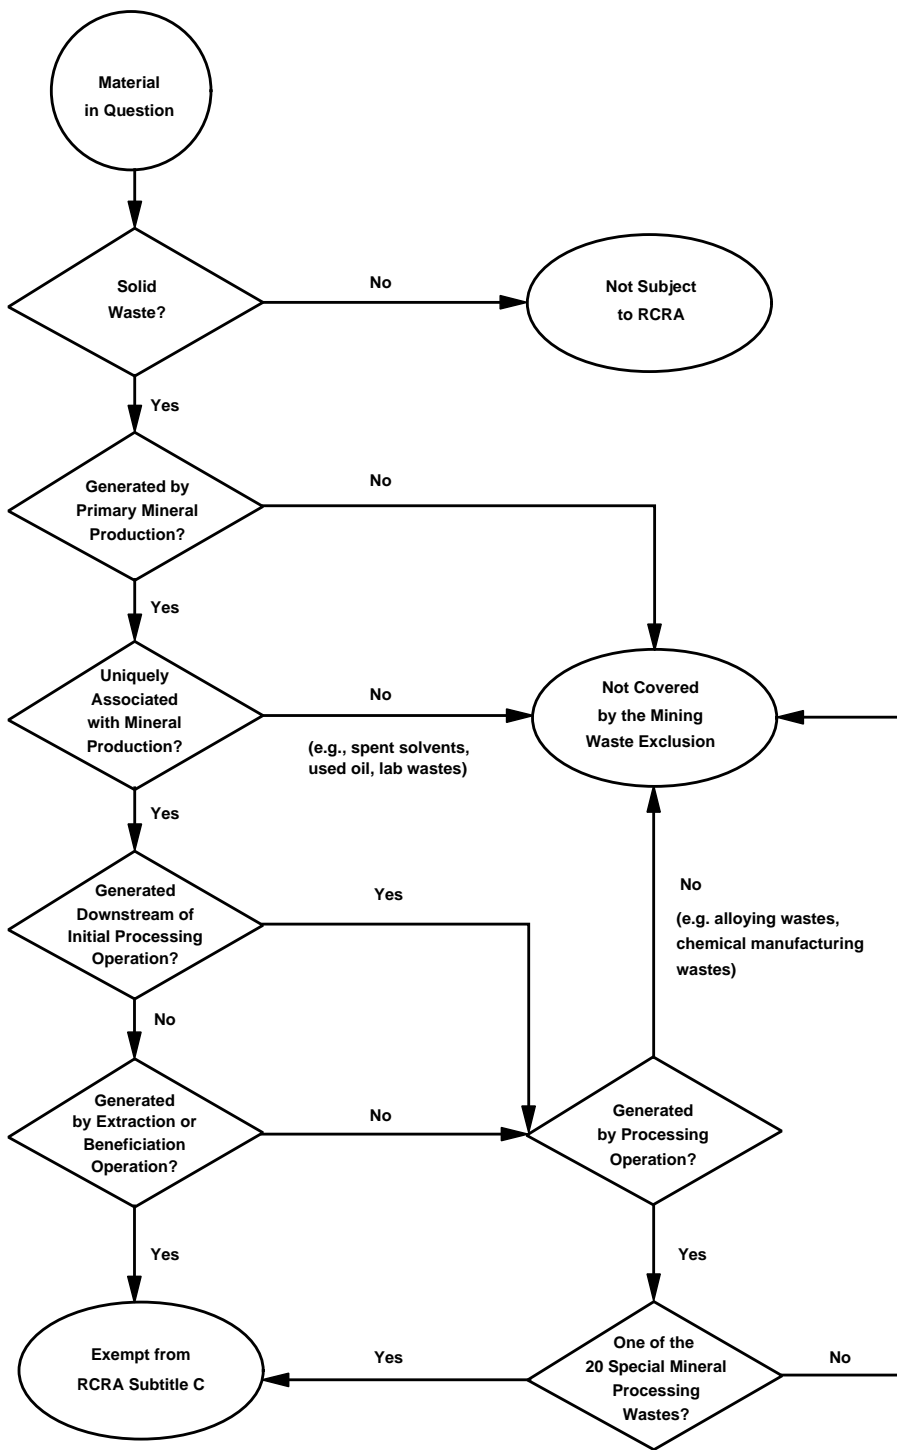 Material
in Question
Solid
Waste?
No
Not Subject
to RCRA
Yes
Generated by
Primary Mineral
Production?
No
Yes
Uniquely
Associated
with Mineral
Production?
No
(e.g., spent solvents,
used oil, lab wastes)
Not Covered
by the Mining
Waste Exclusion
Yes
Generated
Downstream of
Initial Processing
Operation?
Yes
No
(e.g. alloying wastes,
chemical manufacturing
wastes)
No
Generated
by Extraction or
Beneficiation
Operation?
No
Generated
by Processing
Operation?
Yes
Yes
Exempt from
RCRA Subtitle C
Yes
One of the
20 Special Mineral
Processing
Wastes?
No